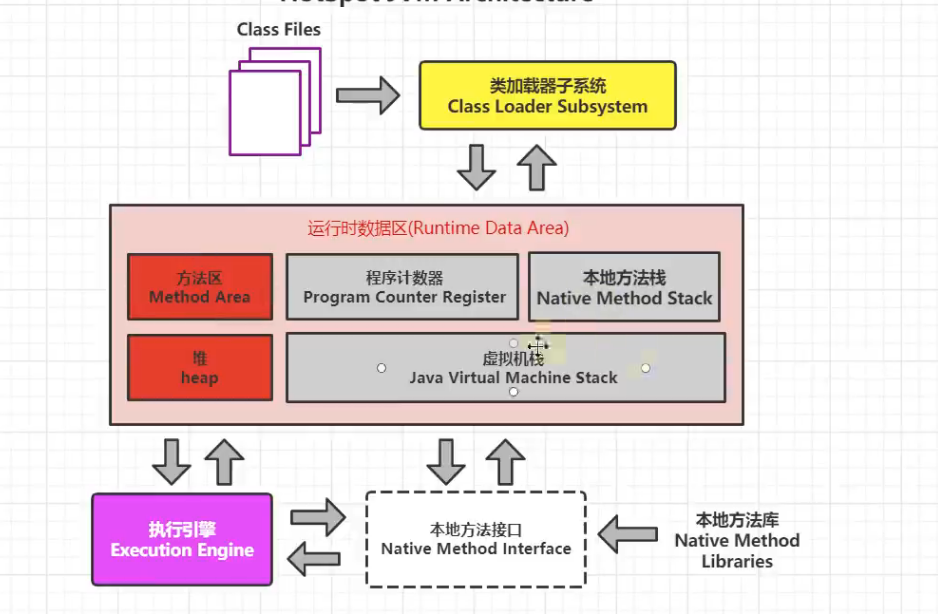 Hotspot JVM Architecture
Class Files
类加载器子系统
Class Loader Subsystem
运行时数据区(Runtime Data Area)
方法区
Method Area
程序计数器
Program Counter Register
本地方法栈
Native Method Stack
堆
heap
虚拟机栈
Java Virtual Machine Stack
执行引擎
Execution Engine
本地方法接口
Native Method Interface
本地方法库
Native Method
Libraries